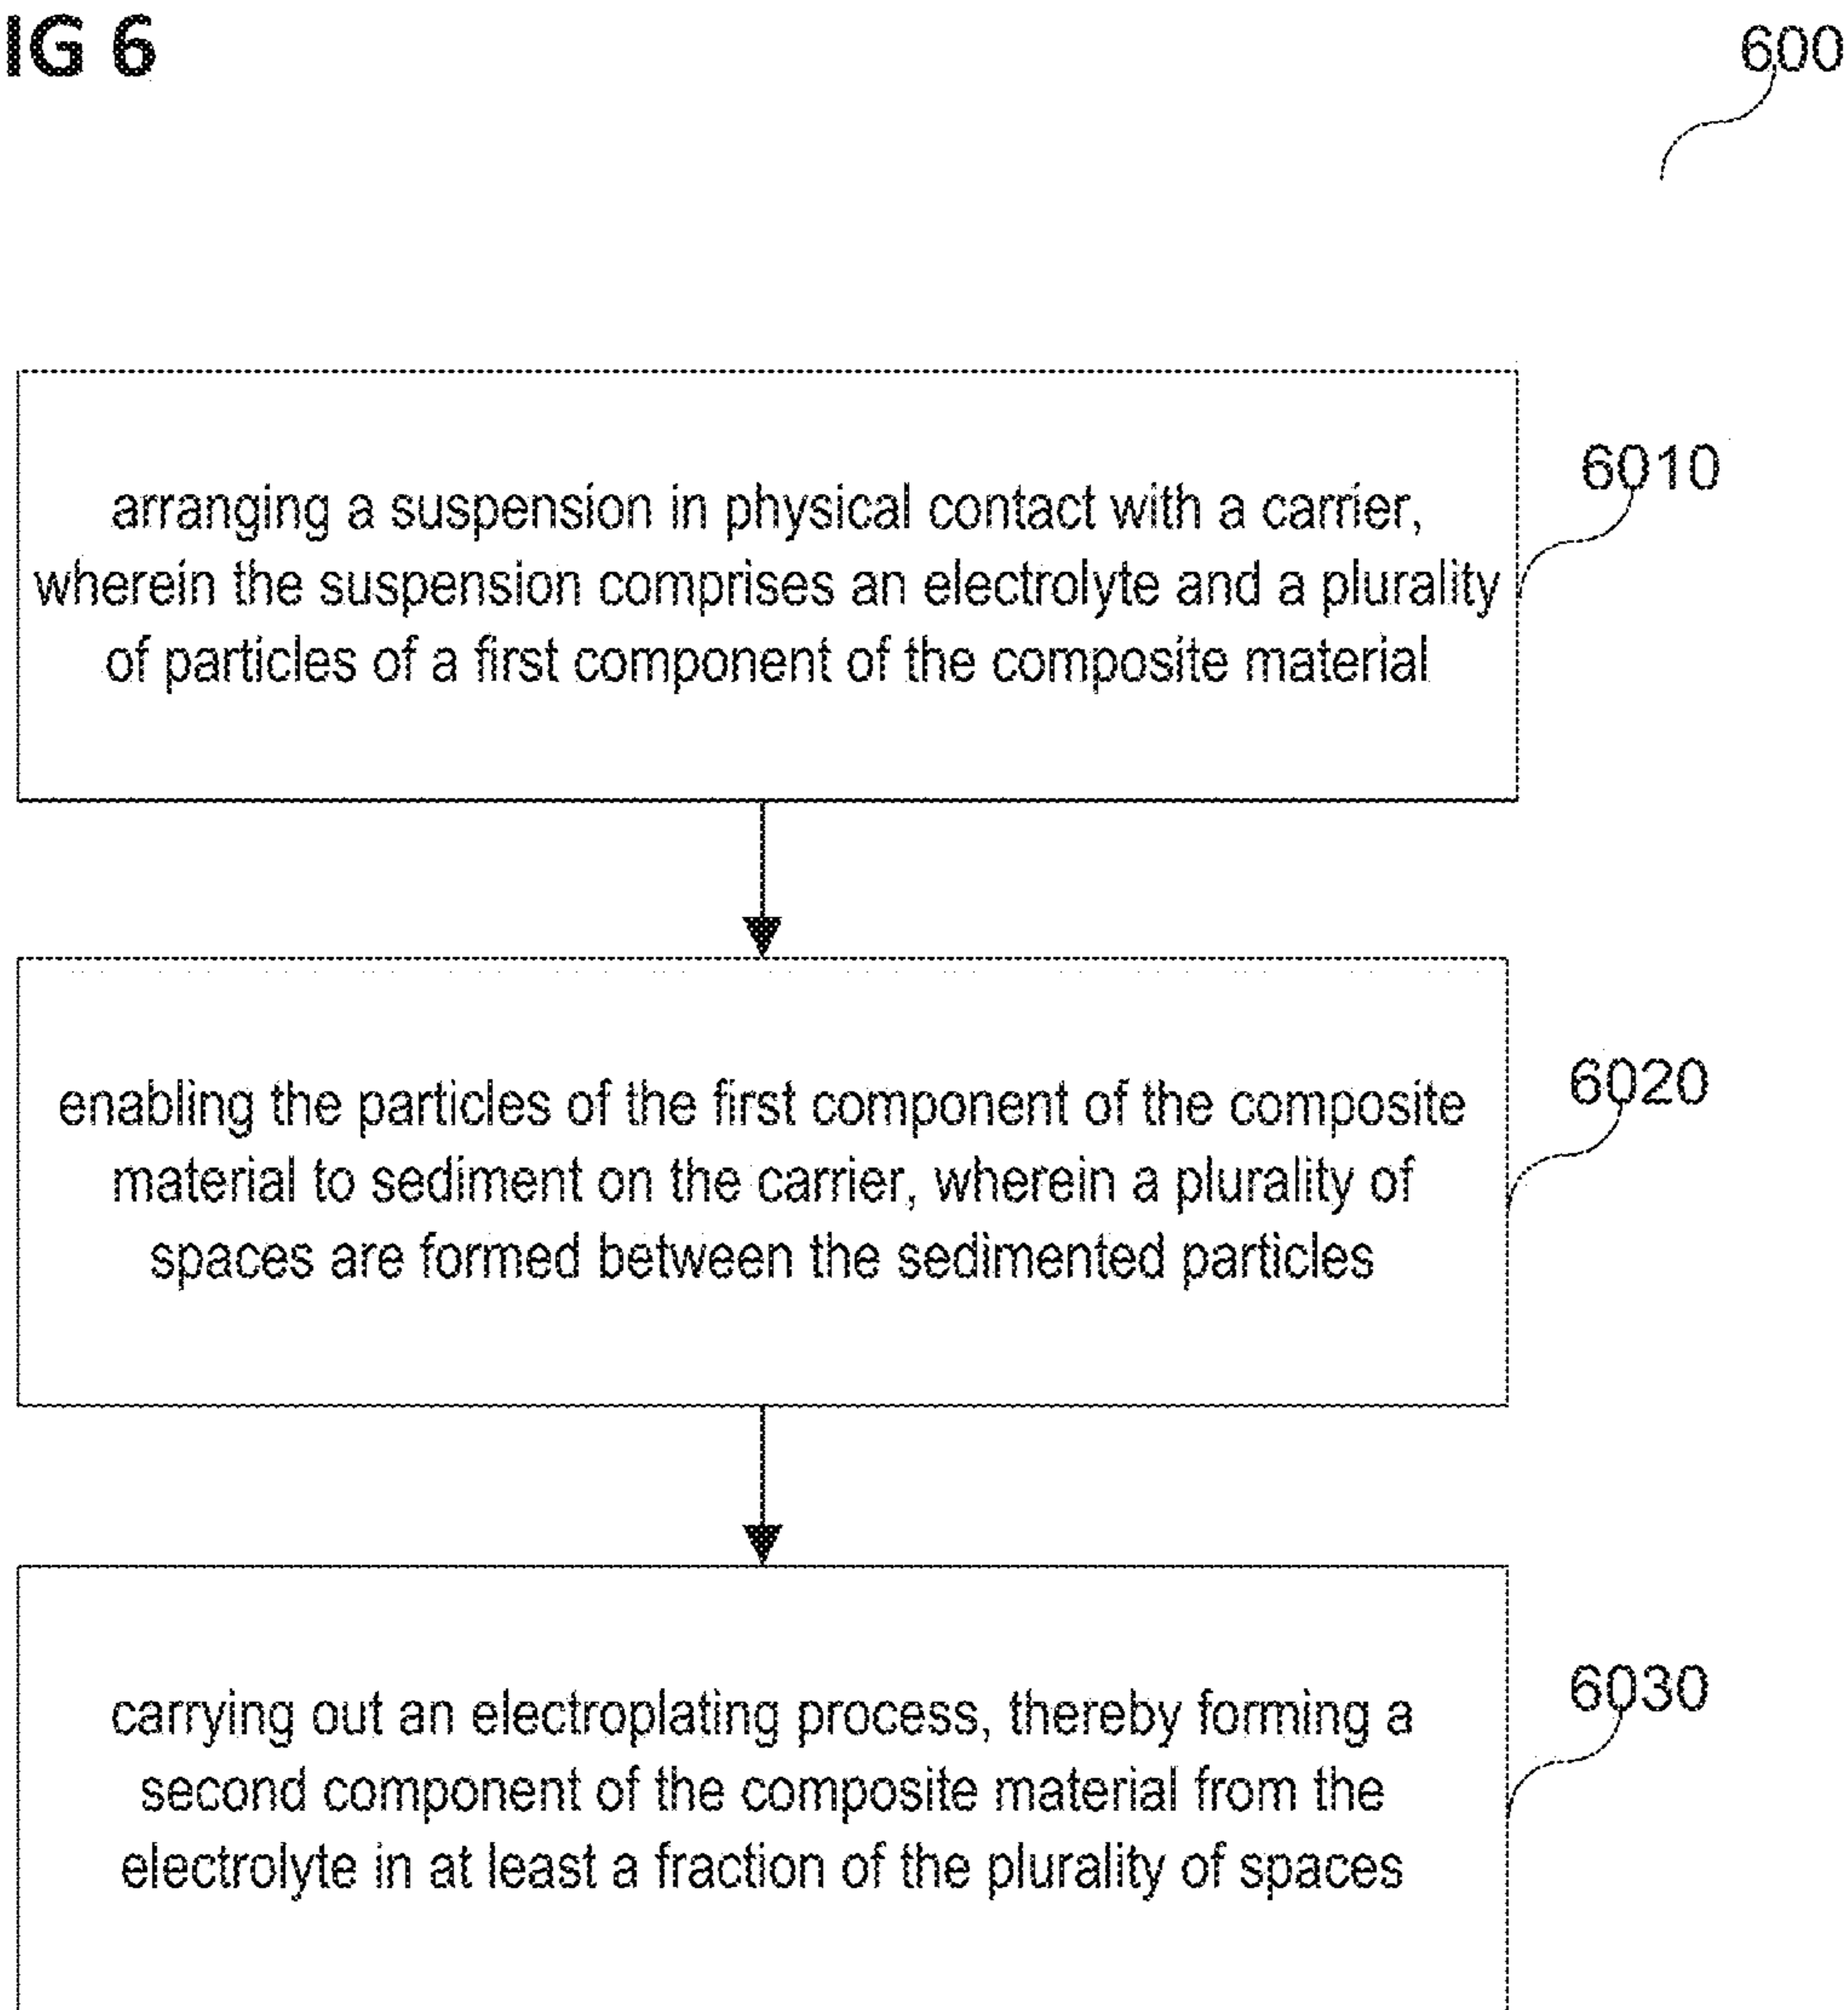 IG 6
600
arranging a suspension in physical contact with a carrier,
wherein the suspension comprises an electrolyte and a plurality
of particles of a first component of the composite material
6010
enabling the particles of the first component of the composite
material to sediment on the carrier, wherein a plurality of
spaces are formed between the sedimented particles
6020
carrying out an electroplating process, thereby forming a
second component of the composite material from the
electrolyte in at least a fraction of the plurality of spaces
6030